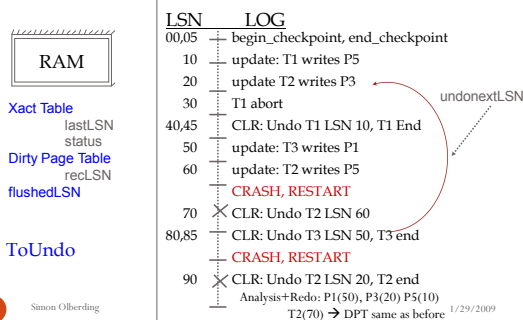 RAM
Xact Table
lastLSN
status
Dirty Page Table
recLSN
flushedLSN
ToUndo
Simon Olberding
LSN LOG
00,05 begin_checkpoint, end_checkpoint
10 update: T1 writes P5
20 update T2 writes P3
30 T1 abort
40,45 CLR: Undo T1 LSN 10, T1 End
50 update: T3 writes P1
60 update: T2 writes P5
CRASH, RESTART
70 CLR: Undo T2 LSN 60
80,85 CLR: Undo T3 LSN 50, T3 end
CRASH, RESTART
90 CLR: Undo T2 LSN 20, T2 end
Analysis+Redo: P1(50), P3(20) P5(10)
T2(70) → DPT same as before
undonextLSN
1/29/2009